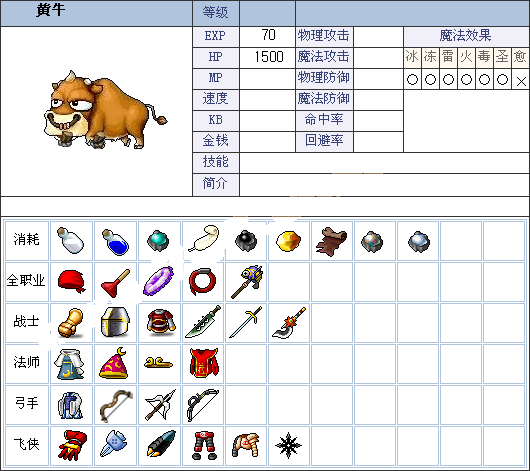 黄牛
等级
EXP 70 物理攻击 魔法效果
HP 1500 魔法攻击 冰 冻 雷 火 毒 圣 愈
MP 物理防御 ○ ○ ○ ○ ○ ○ ×
速度 魔法防御
KB 命中率
金钱 回避率
技能
简介
消耗
全职业
战士
法师
弓手
飞侠